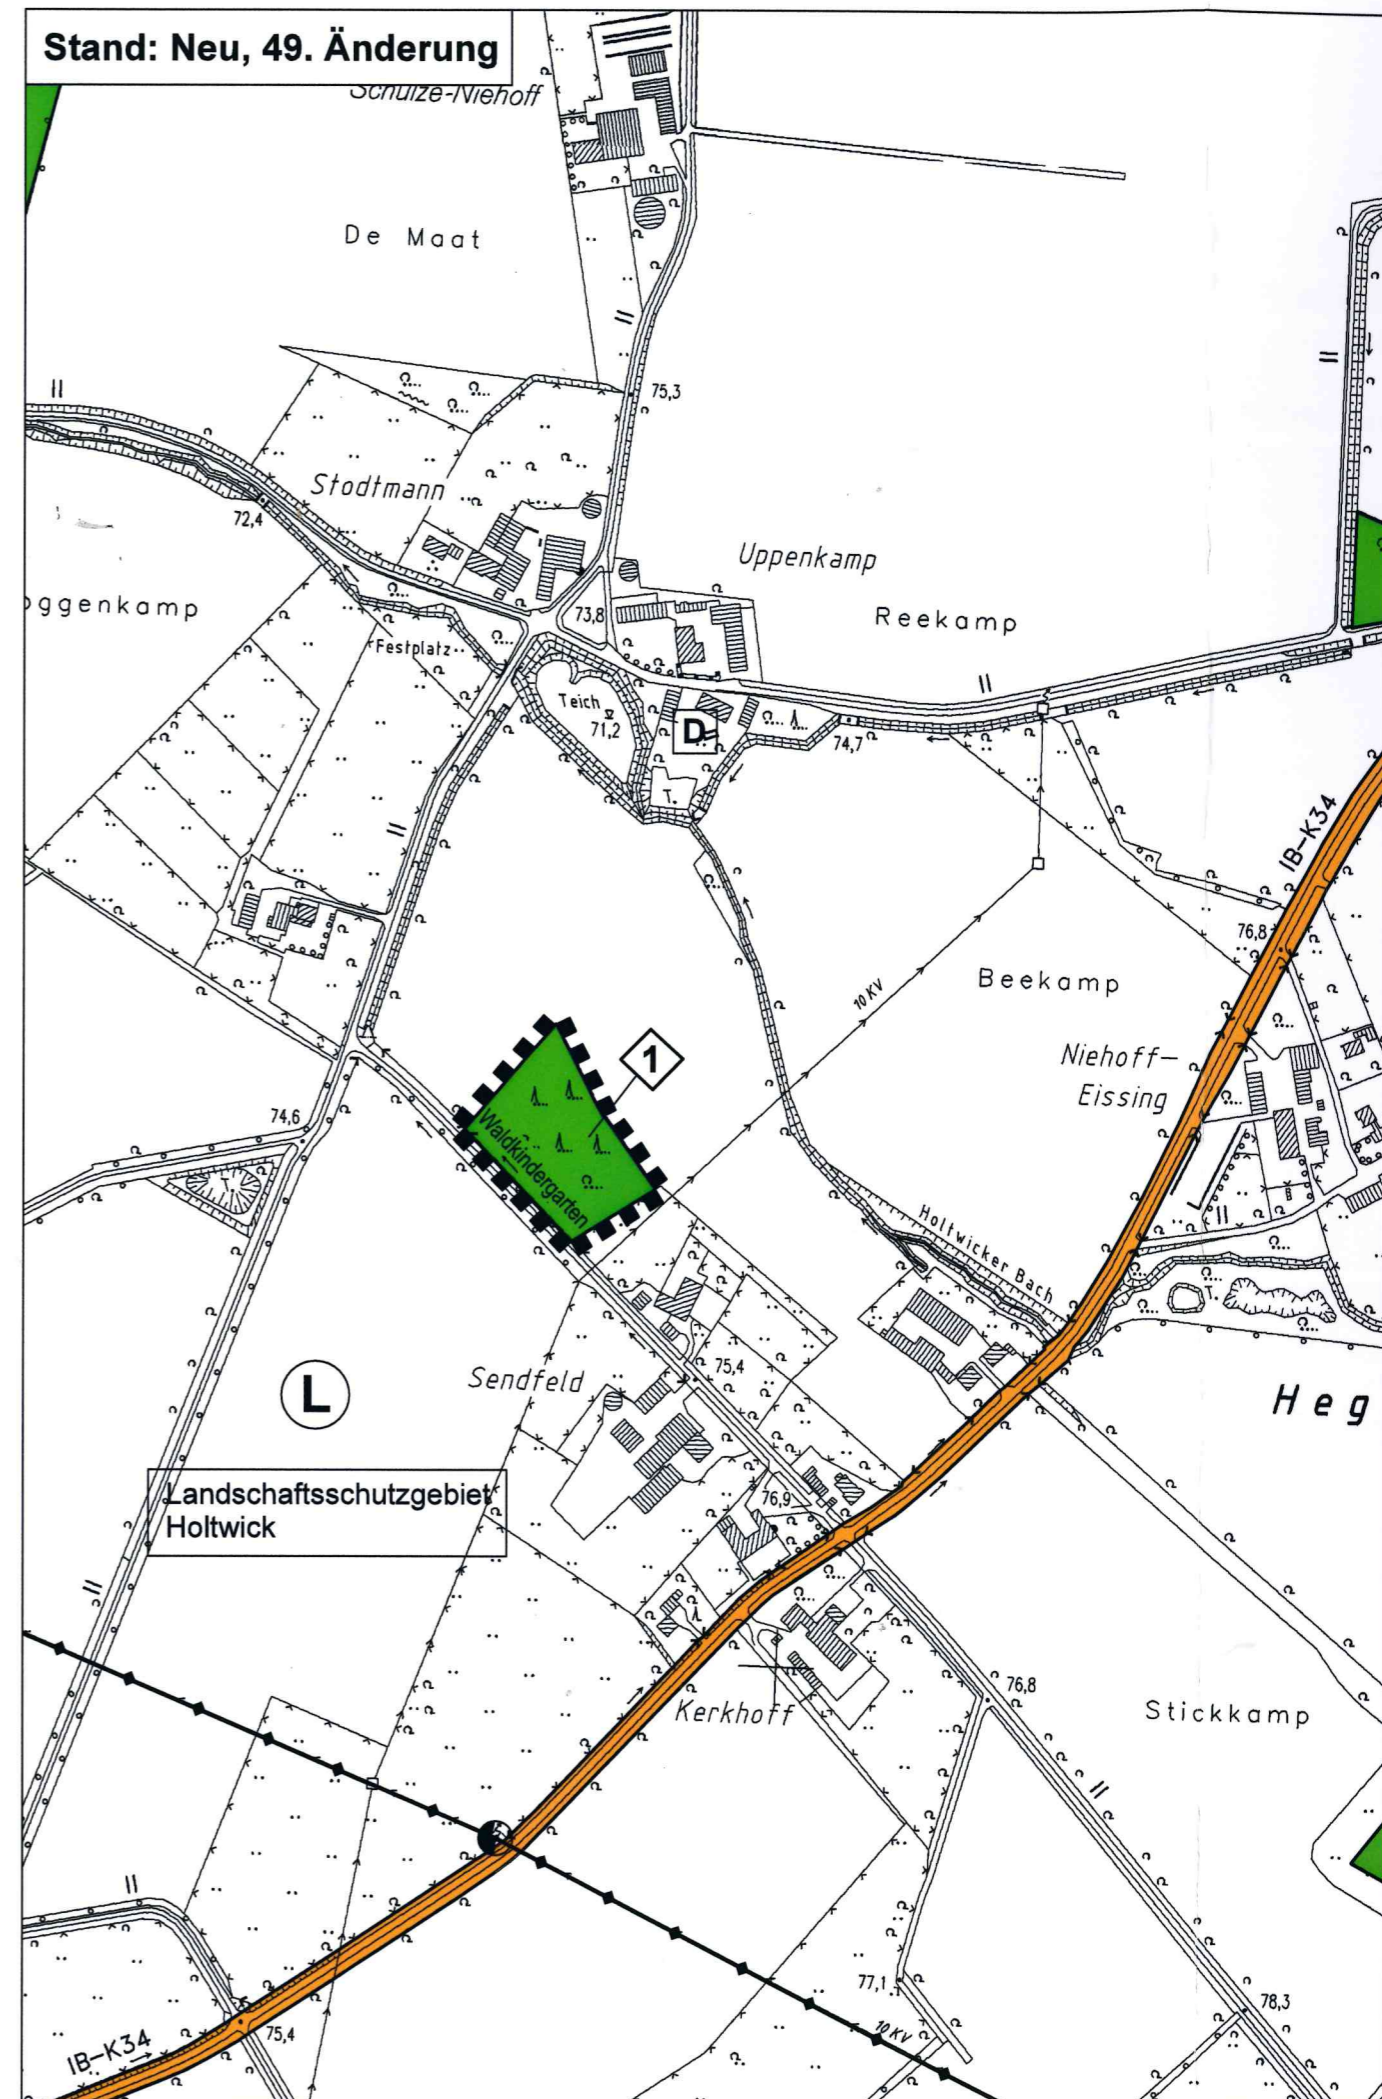 Stand: Neu, 49. Änderung
Schulze-Niehoff
De Maat
75,3
Stodtmann
72,4
Uppenkamp
oggenkamp
73,8
Reekamp
Festplatz
Teich
71,2
D
74,7
T.
IB-K34
76,8
10 KV
Beekamp
Niehoff-
Eissing
1
74,6
Waldkindergarten
T.
Holtwicker Bach
T.
Sendfeld
75,4
L
Heg
Landschaftsschutzgebiet
Holtwick
76,9
76,8
Kerkhoff
Stickkamp
77,1
78,3
10 KV
75,4
IB-K34